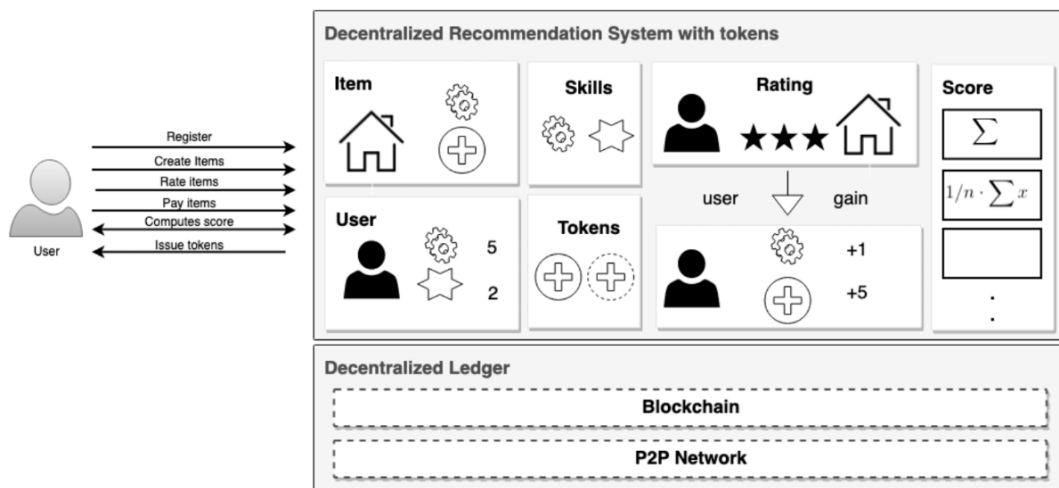 Decentralized Recommendation System with tokens
Register
Create Items
Rate items
Pay items
Computes score
Issue tokens
User
Item
Skills
Rating
Score
∑
1/n · ∑ x
User
5
2
Tokens
user
gain
+1
+5
.
.
Decentralized Ledger
Blockchain
P2P Network